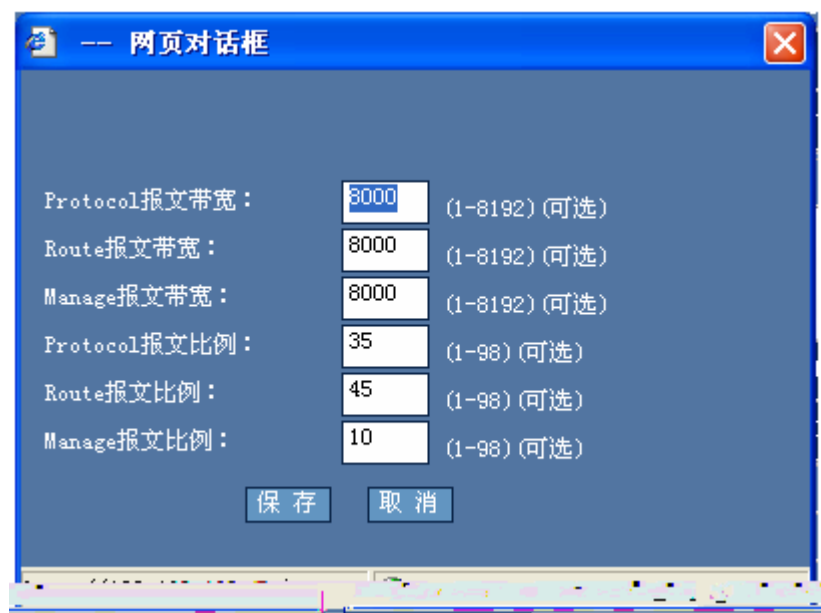 -- 网页对话框
Protocol报文带宽： 8000 (1-8192)(可选)
Route报文带宽： 8000 (1-8192)(可选)
Manage报文带宽： 8000 (1-8192)(可选)
Protocol报文比例： 35 (1-98)(可选)
Route报文比例： 45 (1-98)(可选)
Manage报文比例： 10 (1-98)(可选)
保 存 取 消